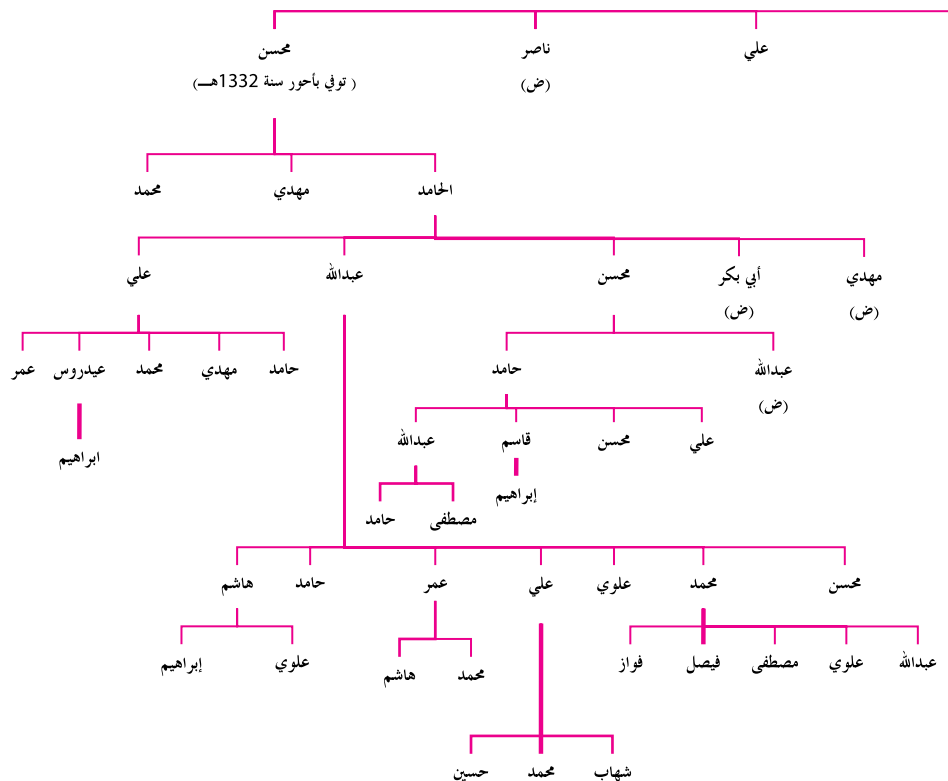 علي ناصر محسن
(ض) ( توفي بأحور سنة 1332هـــ)
الحامد مهدي محمد
مهدي أبي بكر محسن عبدالله علي
(ض) (ض)
عبدالله حامد حامد مهدي محمد عيدروس عمر
(ض)
علي محسن قاسم عبدالله ابراهيم
إبراهيم
مصطفى حامد
محسن محمد علوي علي عمر حامد هاشم
عبدالله علوي مصطفى فيصل فواز محمد هاشم علوي إبراهيم
شهاب محمد حسين